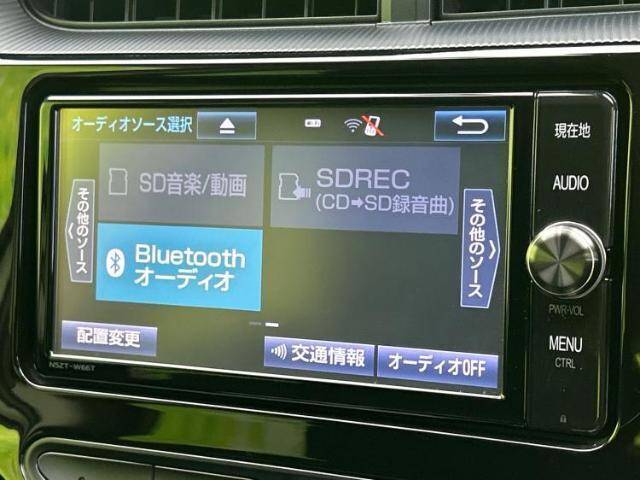 オーディオソース選択
現在地
SD音楽/動画
SDREC
(CD➡SD録音曲)
AUDIO
その他のソース
Bluetooth
オーディオ
その他のソース
PWR·VOL
配置変更
交通情報
オーディオOFF
MENU
CTRL
NSZT-W66T